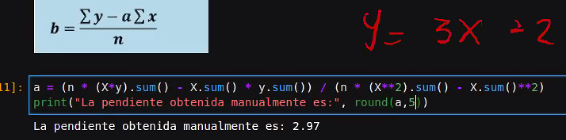 b = (∑y − a∑x) / n
y = 3x + 2
11]: a = (n * (X*y).sum() - X.sum() * y.sum()) / (n * (X**2).sum() - X.sum()**2)
print("La pendiente obtenida manualmente es:", round(a,5))
La pendiente obtenida manualmente es: 2.97